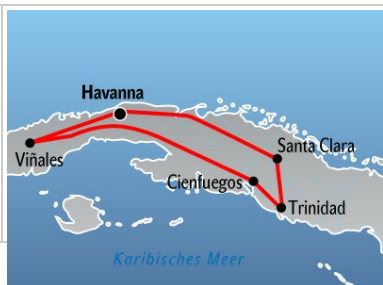 Havanna
Viñales
Santa Clara
Cienfuegos
Trinidad
Karibisches Meer